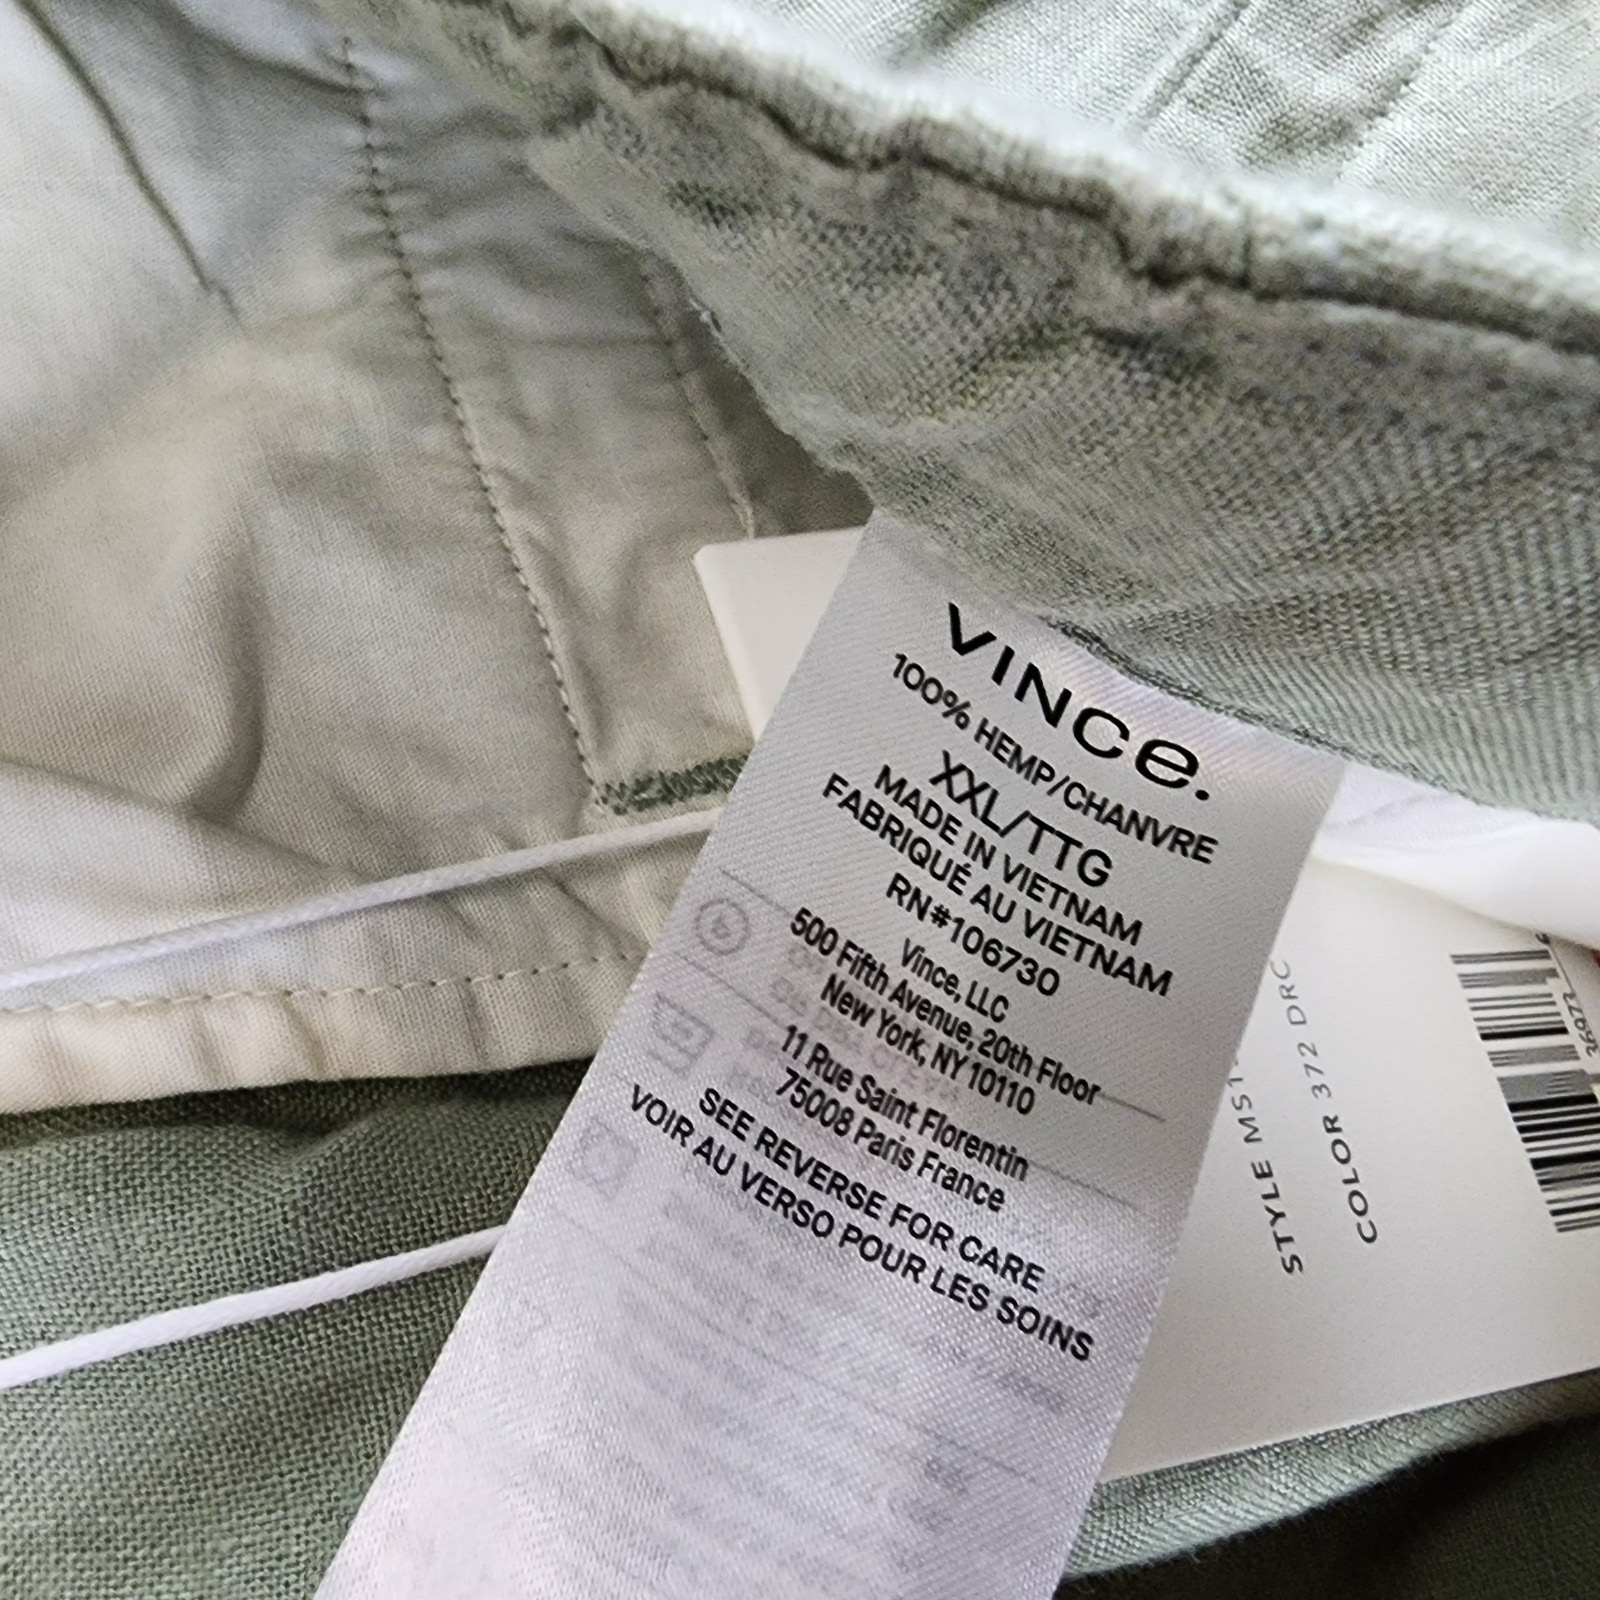 VINCE.
100% HEMP/CHANVRE
XXL/TTG
MADE IN VIETNAM
FABRIQUÉ AU VIETNAM
RN#106730
Vince, LLC
500 Fifth Avenue, 20th Floor
New York, NY 10110
11 Rue Saint Florentin
75008 Paris France
SEE REVERSE FOR CARE
VOIR AU VERSO POUR LES SOINS
STYLE
COLOR 372 DRC